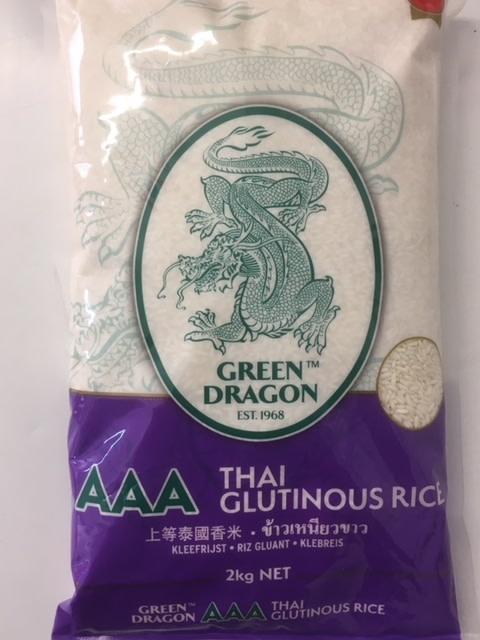 GREEN™
DRAGON
EST. 1968
AAA THAI
GLUTINOUS RICE
上等泰國香米 · ข้าวเหนียวขาว
KLEEFRIJST • RIZ GLUANT • KLEBREIS
2kg NET
GREEN™ DRAGON AAA THAI GLUTINOUS RICE